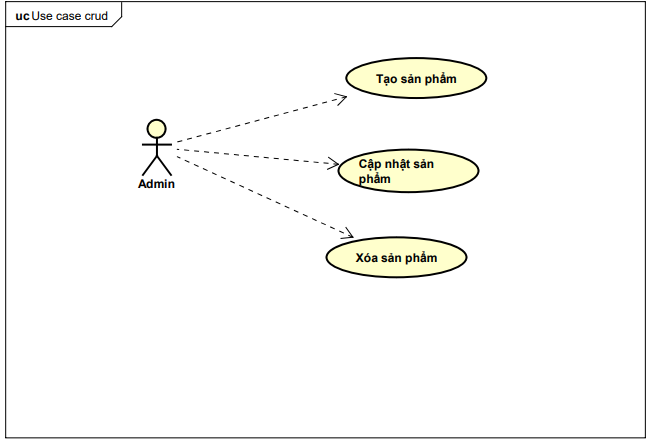 uc Use case crud
Tạo sản phẩm
Cập nhật sản
phẩm
Admin
Xóa sản phẩm